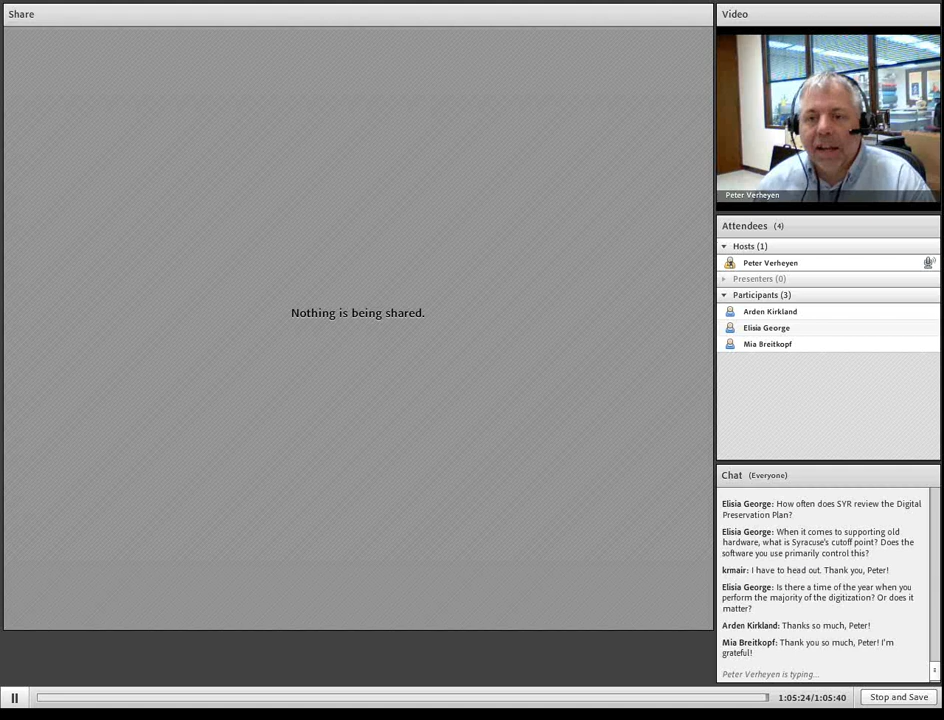 Share
Nothing is being shared.
Video
Peter Verheyen
Attendees (4)
Hosts (1)
Peter Verheyen
Presenters (0)
Participants (3)
Arden Kirkland
Elisia George
Mia Breitkopf
Chat (Everyone)
Elisia George: How often does SYR review the Digital
Preservation Plan?
Elisia George: When it comes to supporting old
hardware, what is Syracuse's cutoff point? Does the
software you use primarily control this?
krmair: I have to head out. Thank you, Peter!
Elisia George: Is there a time of the year when you
perform the majority of the digitization? Or does it
matter?
Arden Kirkland: Thanks so much, Peter!
Mia Breitkopf: Thank you so much, Peter! I'm
grateful!
Peter Verheyen is typing...
1:05:24/1:05:40
Stop and Save